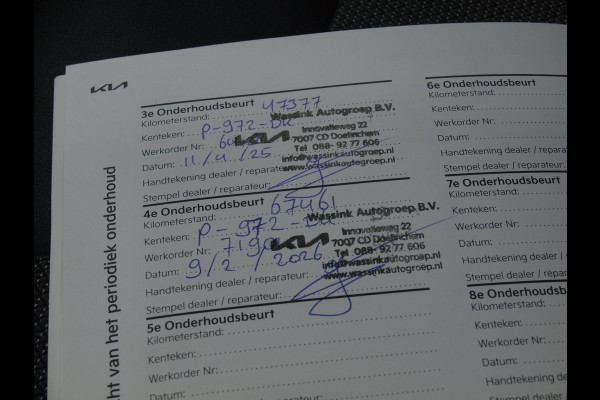 KIA
3e Onderhoudsbeurt
Kilometerstand: 47377
Kenteken: P-972-DR
Werkorder Nr:
Datum: 11/4/25
Handtekening dealer / reparateur:
Stempel dealer / reparateur:
Wassink Autogroep B.V.
Innovatieweg 22
7007 CD Doetinchem
Tel 088- 92 77 606
info@wassinkautogroep.nl
www.wassinkautogroep.nl
4e Onderhoudsbeurt
Kilometerstand: 67461
Kenteken: P-972-DR
Werkorder Nr:
Datum: 9/2/2026
Handtekening dealer / reparateur:
Stempel dealer / reparateur:
Wassink Autogroep B.V.
KIA
Innovatieweg 22
7007 CD Doetinchem
Tel 088- 92 77 606
info@wassinkautogroep.nl
www.wassinkautogroep.nl
5e Onderhoudsbeurt
Kilometerstand:
Kenteken:
Werkorder Nr:
Datum:
6e Onderhoudsbeurt
Kilometerstand:
Kenteken:
Werkorder Nr:
Datum:
Handtekening dealer / reparateur:
Stempel dealer / reparateur:
7e Onderhoudsbeurt
Kilometerstand:
Kenteken:
Werkorder Nr:
Datum:
Handtekening dealer / reparateur:
Stempel dealer / reparateur:
8e Onderhoudsbeurt
Kilometerstand:
Kenteken:
Werkorder Nr:
Datum:
Handtekening dealer
Stempel dealer
van het periodiek onderhoud